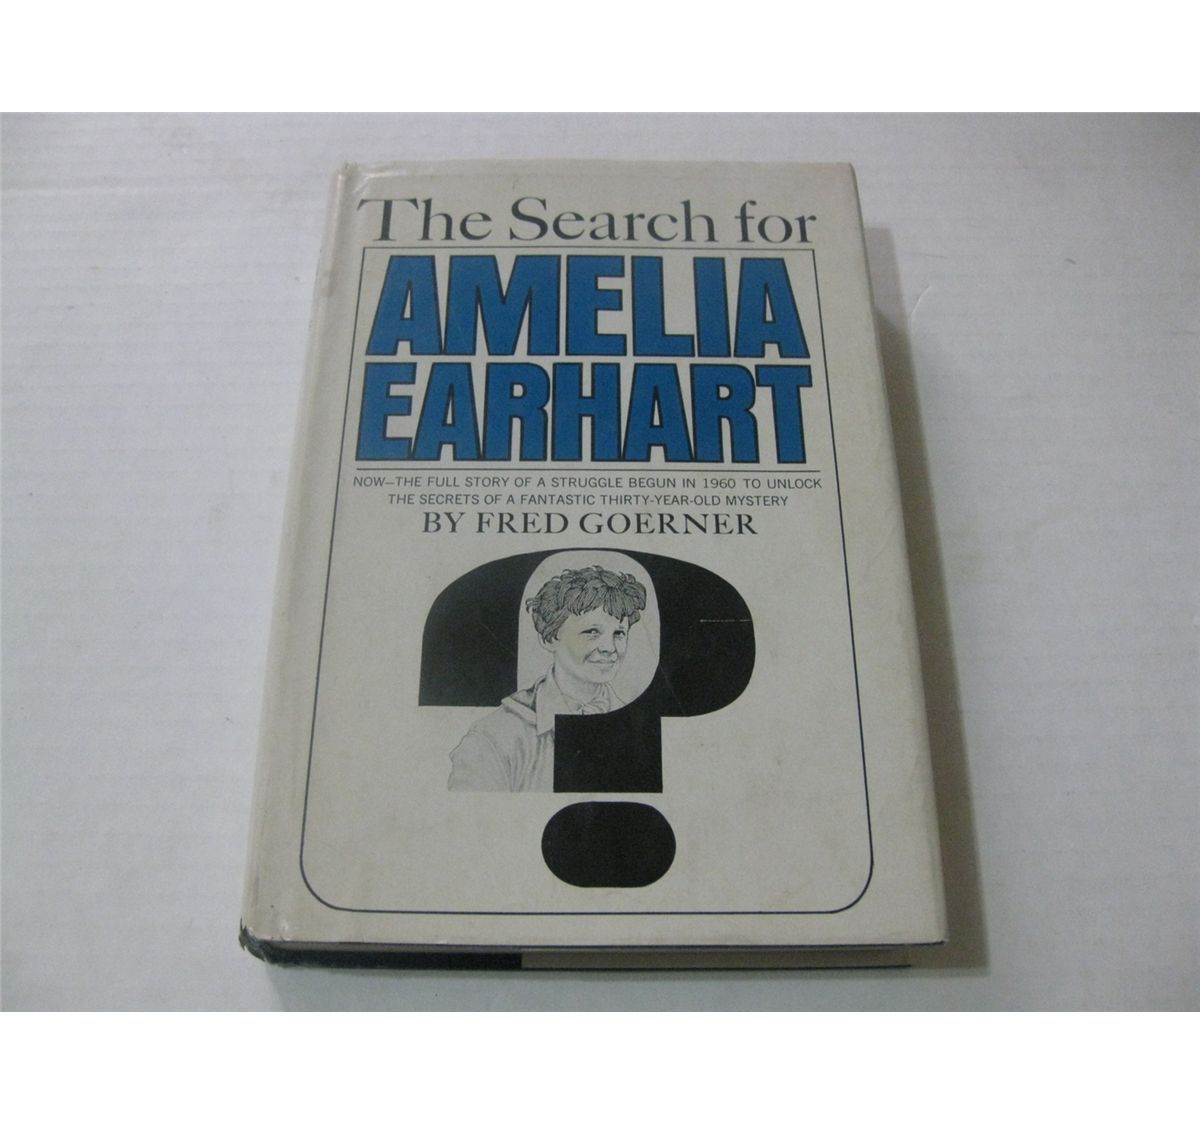 The Search for
AMELIA
EARHART
NOW—THE FULL STORY OF A STRUGGLE BEGUN IN 1960 TO UNLOCK
THE SECRETS OF A FANTASTIC THIRTY-YEAR-OLD MYSTERY
BY FRED GOERNER
?